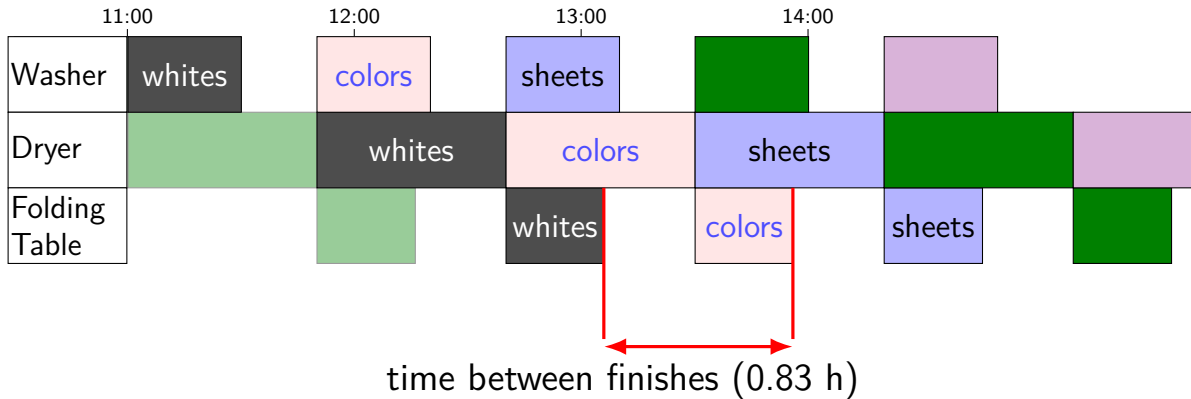 11:00 12:00 13:00 14:00
Washer whites colors sheets
Dryer whites colors sheets
Folding
Table
whites colors sheets
time between finishes (0.83 h)